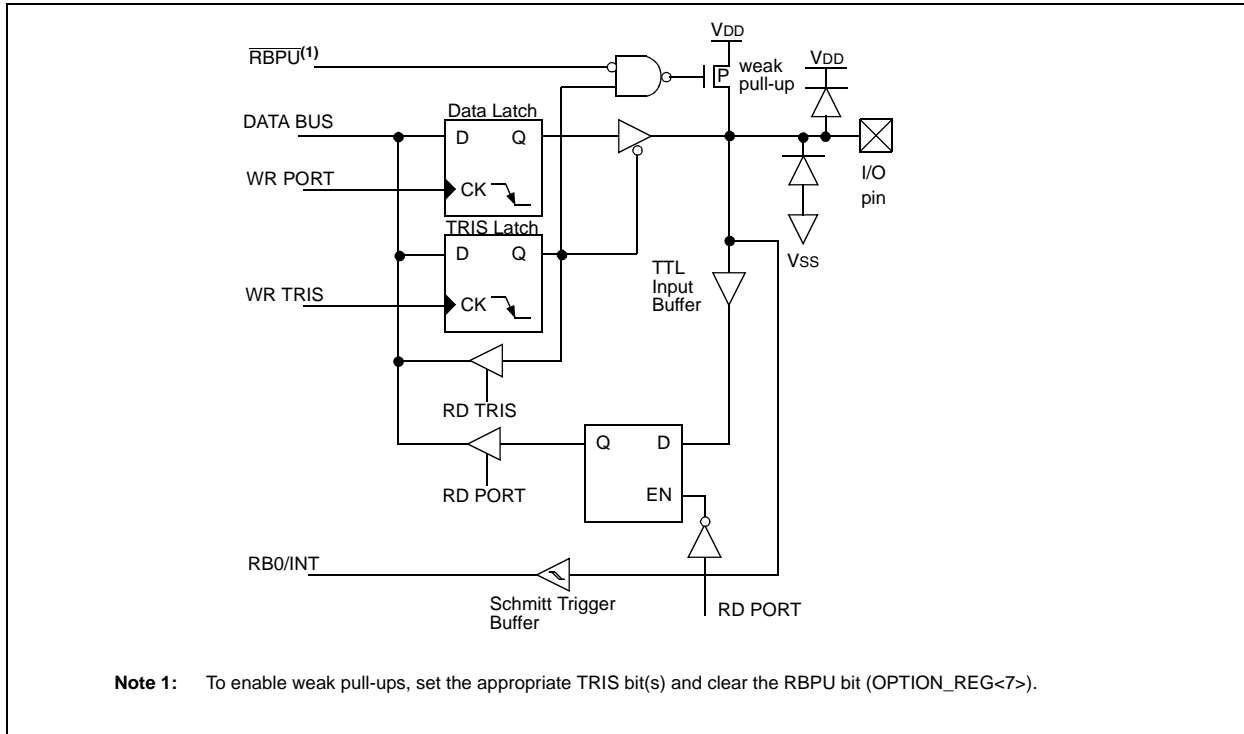 VDD
RBPU(1)
P
weak
pull-up
VDD
Data Latch
DATA BUS
D Q
WR PORT
CK
I/O
pin
TRIS Latch
D Q
VSS
TTL
Input
Buffer
WR TRIS
CK
RD TRIS
Q D
RD PORT
EN
RB0/INT
Schmitt Trigger
Buffer
RD PORT
Note 1: To enable weak pull-ups, set the appropriate TRIS bit(s) and clear the RBPU bit (OPTION_REG<7>).